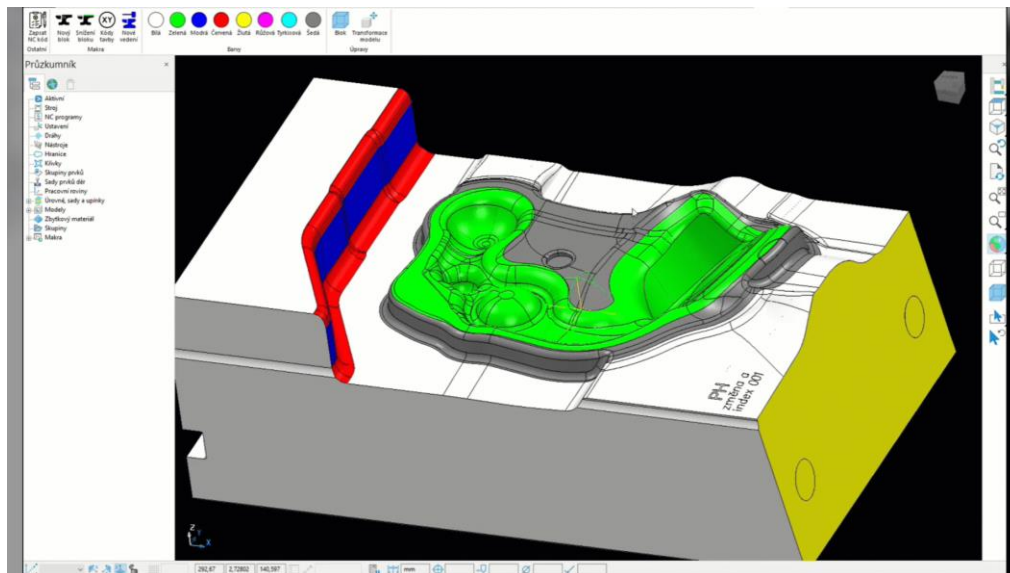 Zapsat NC kód
Nový blok
Snížení bloku
XY
Kódy favby
Nové vedení
Bílá
Zelená
Modrá
Červená
Žlutá
Růžová
Tyrkysová
Šedá
Blok
Transformace modelu
Ostatní
Makra
Barvy
Úpravy
Průzkumník
Aktivní
Stroj
NC programy
Ustavení
Dráhy
Nástroje
Hranice
Křivky
Skupiny prvků
Sady prvků děr
Pracovní roviny
Úrovně, sady a upínky
Modely
Zbytkový materiál
Skupiny
Makra
PH
změna a
index 001
Z
Y
X
292,67
2,72802
140,597
mm